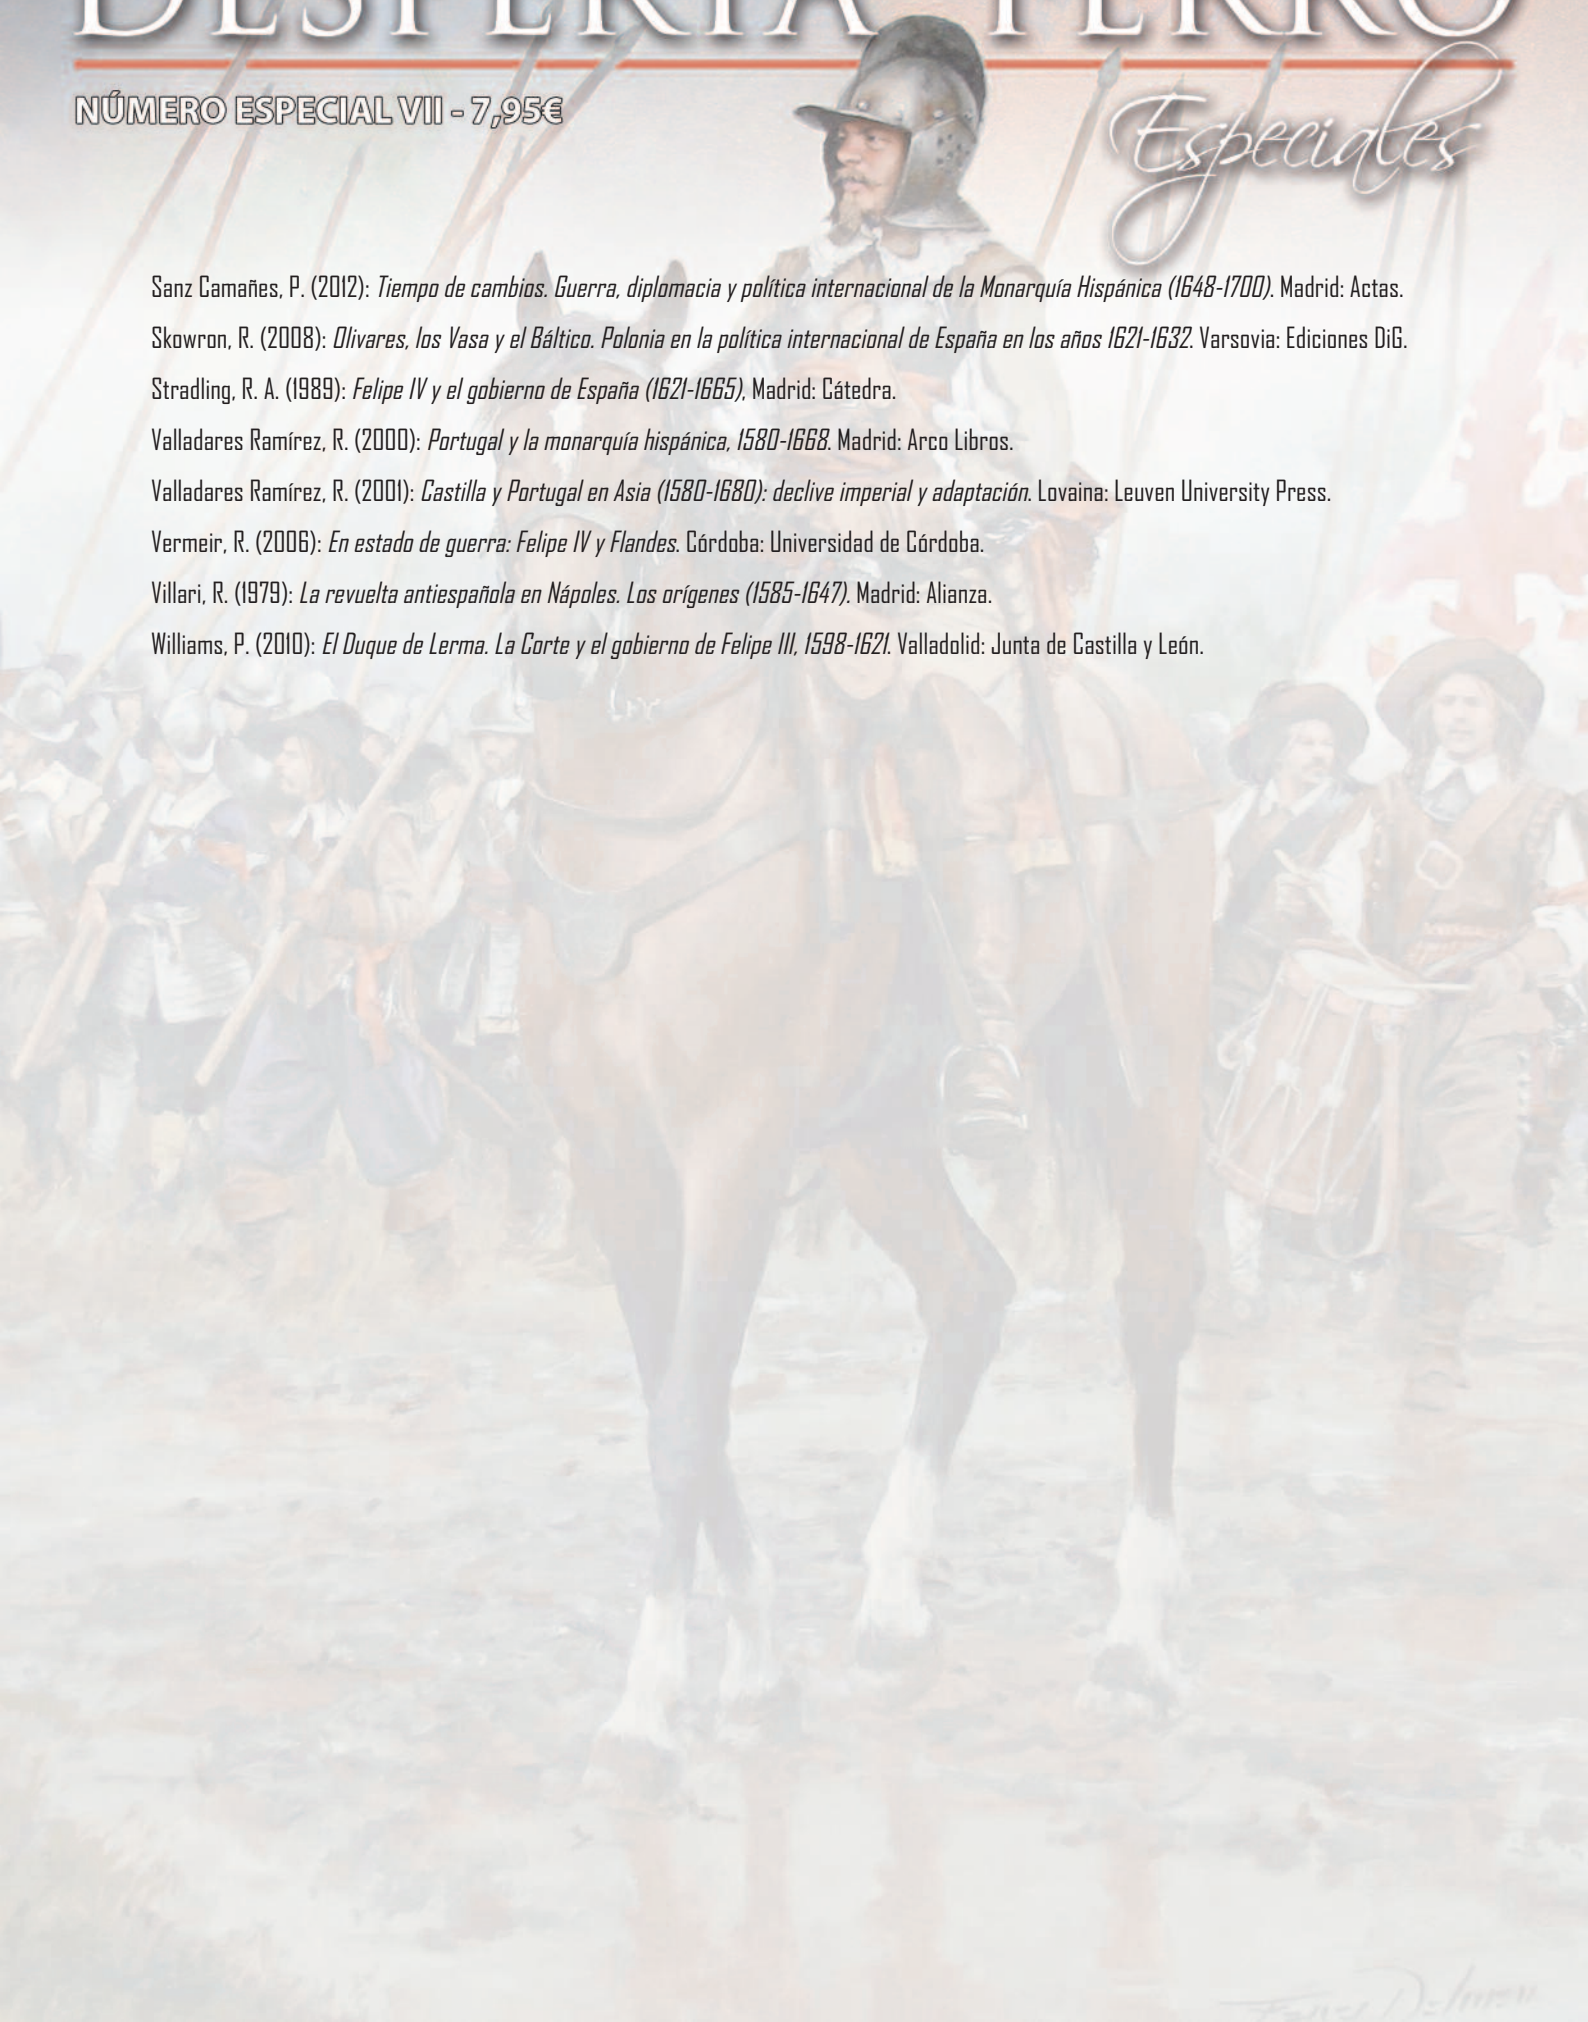 DESPERTA FERRO
NÚMERO ESPECIAL VII - 7,95€
Especiales
Sanz Camañes, P. (2012): Tiempo de cambios. Guerra, diplomacia y política internacional de la Monarquía Hispánica (1648-1700). Madrid: Actas.
Skowron, R. (2008): Olivares, los Vasa y el Báltico. Polonia en la política internacional de España en los años 1621-1632. Varsovia: Ediciones DiG.
Stradling, R. A. (1989): Felipe IV y el gobierno de España (1621-1665), Madrid: Cátedra.
Valladares Ramírez, R. (2000): Portugal y la monarquía hispánica, 1580-1668. Madrid: Arco Libros.
Valladares Ramírez, R. (2001): Castilla y Portugal en Asia (1580-1680): declive imperial y adaptación. Lovaina: Leuven University Press.
Vermeir, R. (2006): En estado de guerra: Felipe IV y Flandes. Córdoba: Universidad de Córdoba.
Villari, R. (1979): La revuelta antiespañola en Nápoles. Los orígenes (1585-1647). Madrid: Alianza.
Williams, P. (2010): El Duque de Lerma. La Corte y el gobierno de Felipe III, 1598-1621. Valladolid: Junta de Castilla y León.